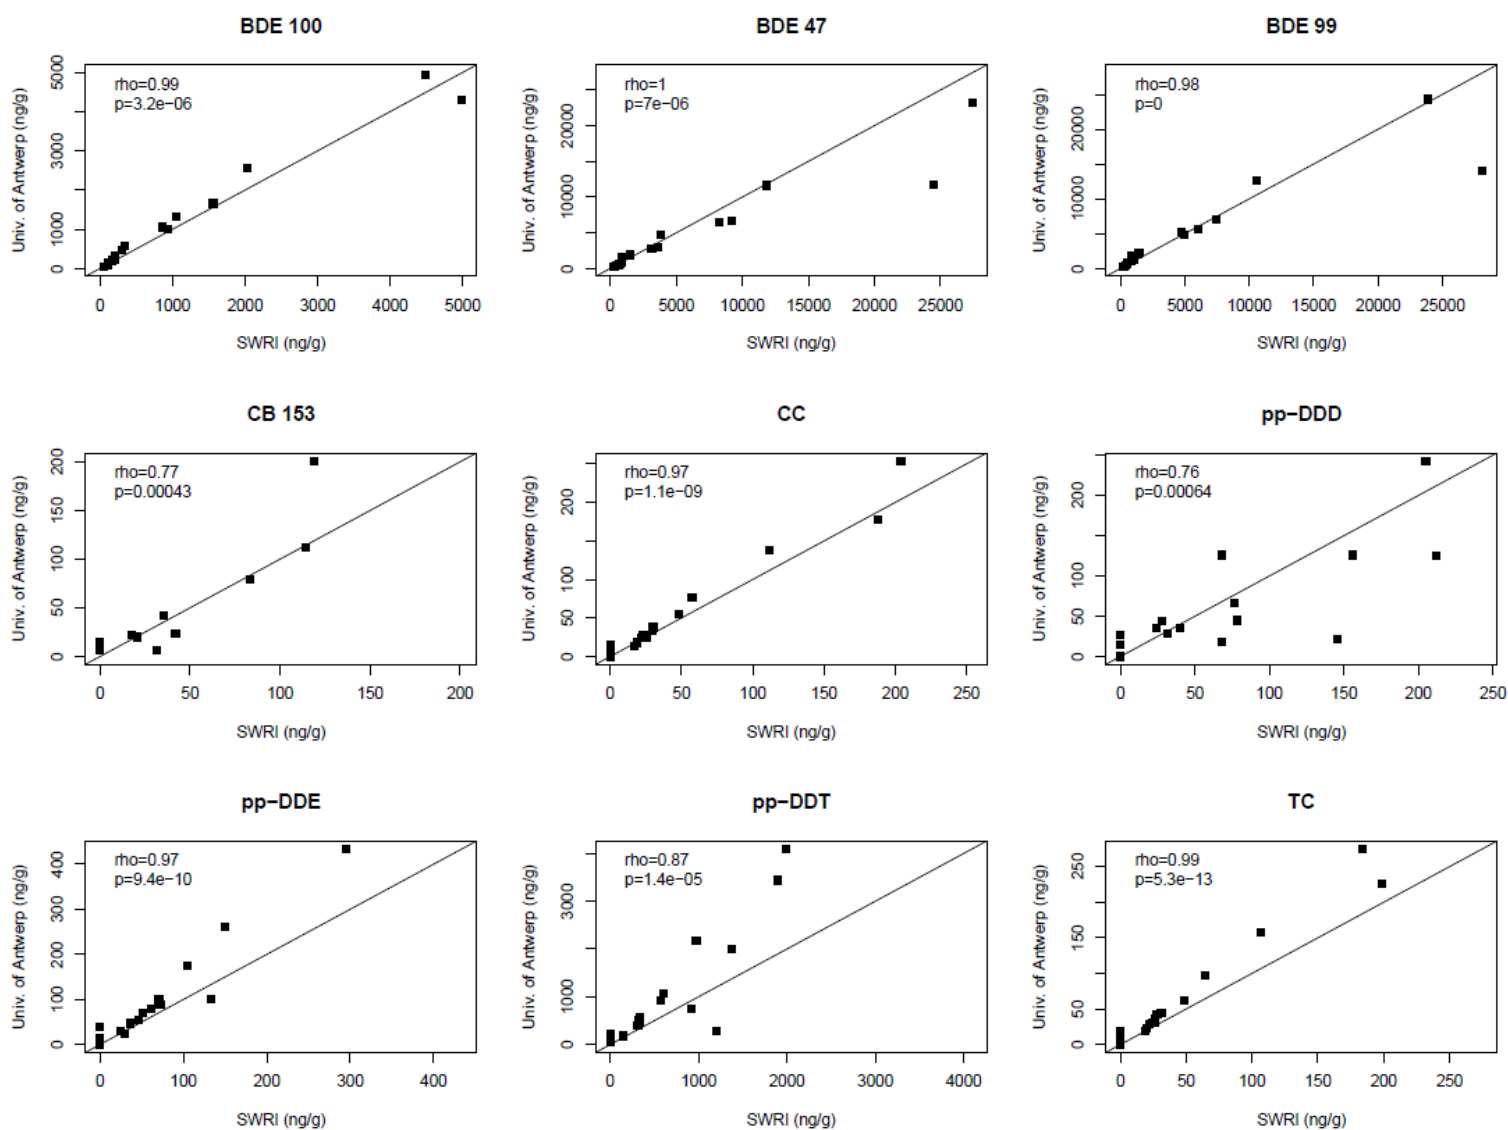 BDE 100
rho=0.99
p=3.2e−06
Univ. of Antwerp (ng/g)
0 1000 3000 5000
0 1000 2000 3000 4000 5000
SWRI (ng/g)
BDE 47
rho=1
p=7e−06
Univ. of Antwerp (ng/g)
0 10000 20000
0 5000 10000 15000 20000 25000
SWRI (ng/g)
BDE 99
rho=0.98
p=0
Univ. of Antwerp (ng/g)
0 10000 20000
0 5000 10000 15000 20000 25000
SWRI (ng/g)
CB 153
rho=0.77
p=0.00043
Univ. of Antwerp (ng/g)
0 50 100 150 200
0 50 100 150 200
SWRI (ng/g)
CC
rho=0.97
p=1.1e−09
Univ. of Antwerp (ng/g)
0 50 100 200
0 50 100 150 200 250
SWRI (ng/g)
pp−DDD
rho=0.76
p=0.00064
Univ. of Antwerp (ng/g)
0 50 100 200
0 50 100 150 200 250
SWRI (ng/g)
pp−DDE
rho=0.97
p=9.4e−10
Univ. of Antwerp (ng/g)
0 100 200 300 400
0 100 200 300 400
SWRI (ng/g)
pp−DDT
rho=0.87
p=1.4e−05
Univ. of Antwerp (ng/g)
0 1000 3000
0 1000 2000 3000 4000
SWRI (ng/g)
TC
rho=0.99
p=5.3e−13
Univ. of Antwerp (ng/g)
0 50 150 250
0 50 100 150 200 250
SWRI (ng/g)